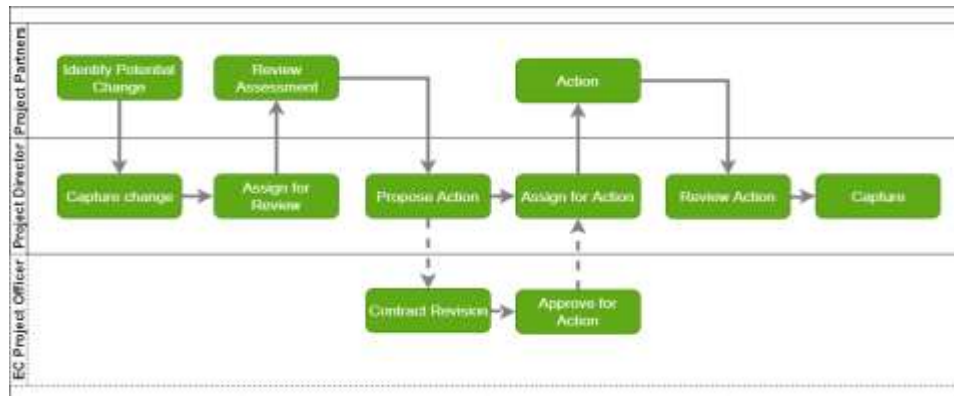 Project Partners
Identify Potential
Change
Review
Assessment
Action
Project Director
Capture change
Assign for
Review
Propose Action
Assign for Action
Review Action
Capture
EC Project Officer
Contract Revision
Approve for
Action